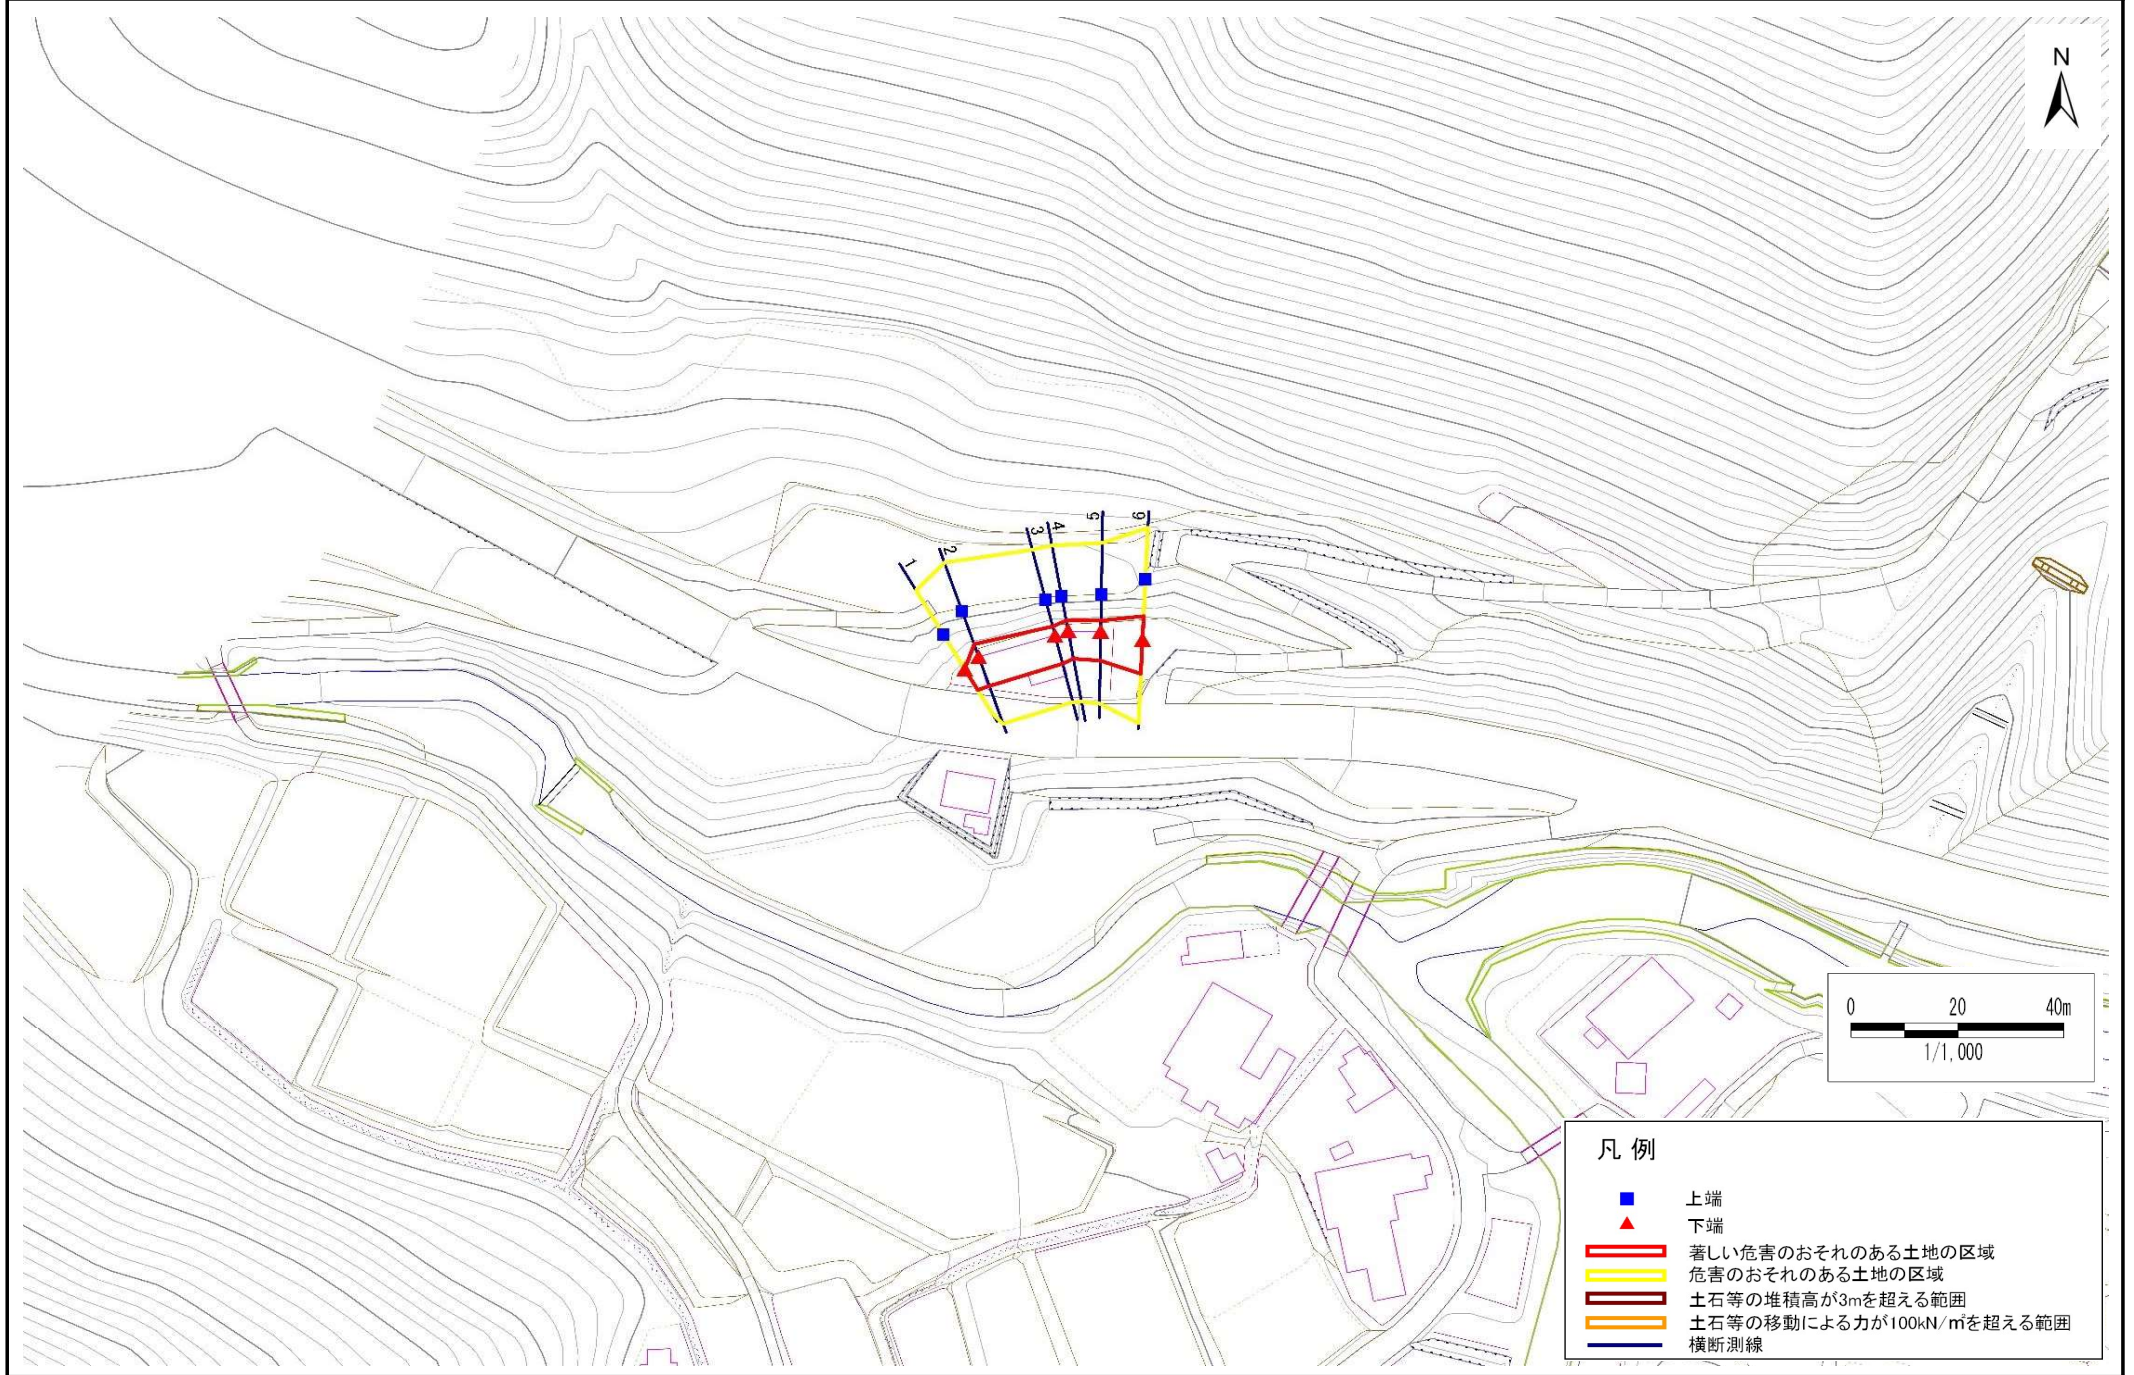 N
1
2
3
4
5
6
0 20 40m
1/1,000
凡 例
上端
下端
著しい危害のおそれのある土地の区域
危害のおそれのある土地の区域
土石等の堆積高が3mを超える範囲
土石等の移動による力が100kN/㎡を超える範囲
横断測線